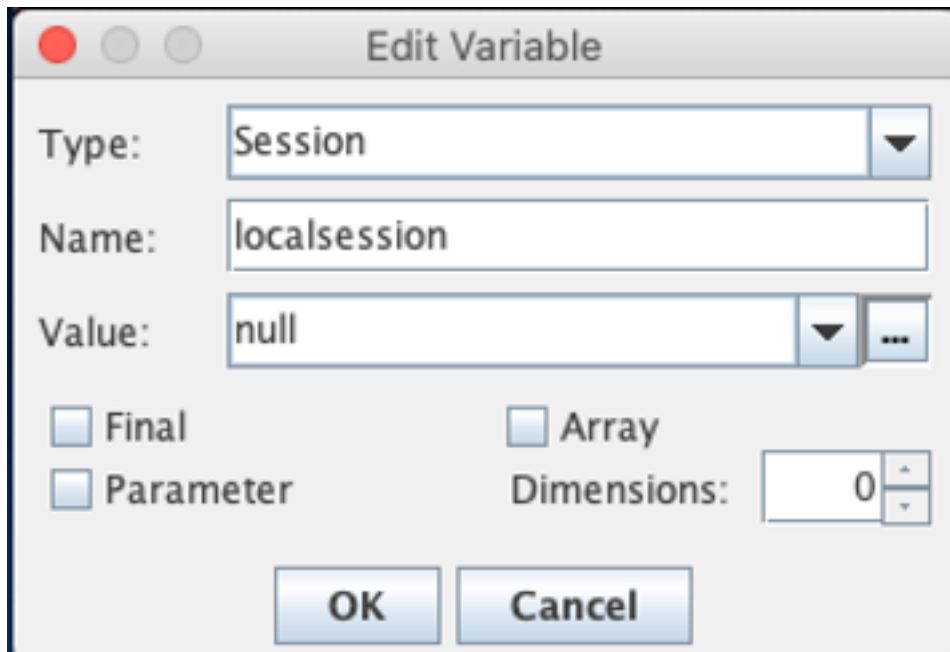 Edit Variable
Type: Session
Name: localsession
Value: null ...
Final Array
Parameter Dimensions: 0
OK Cancel